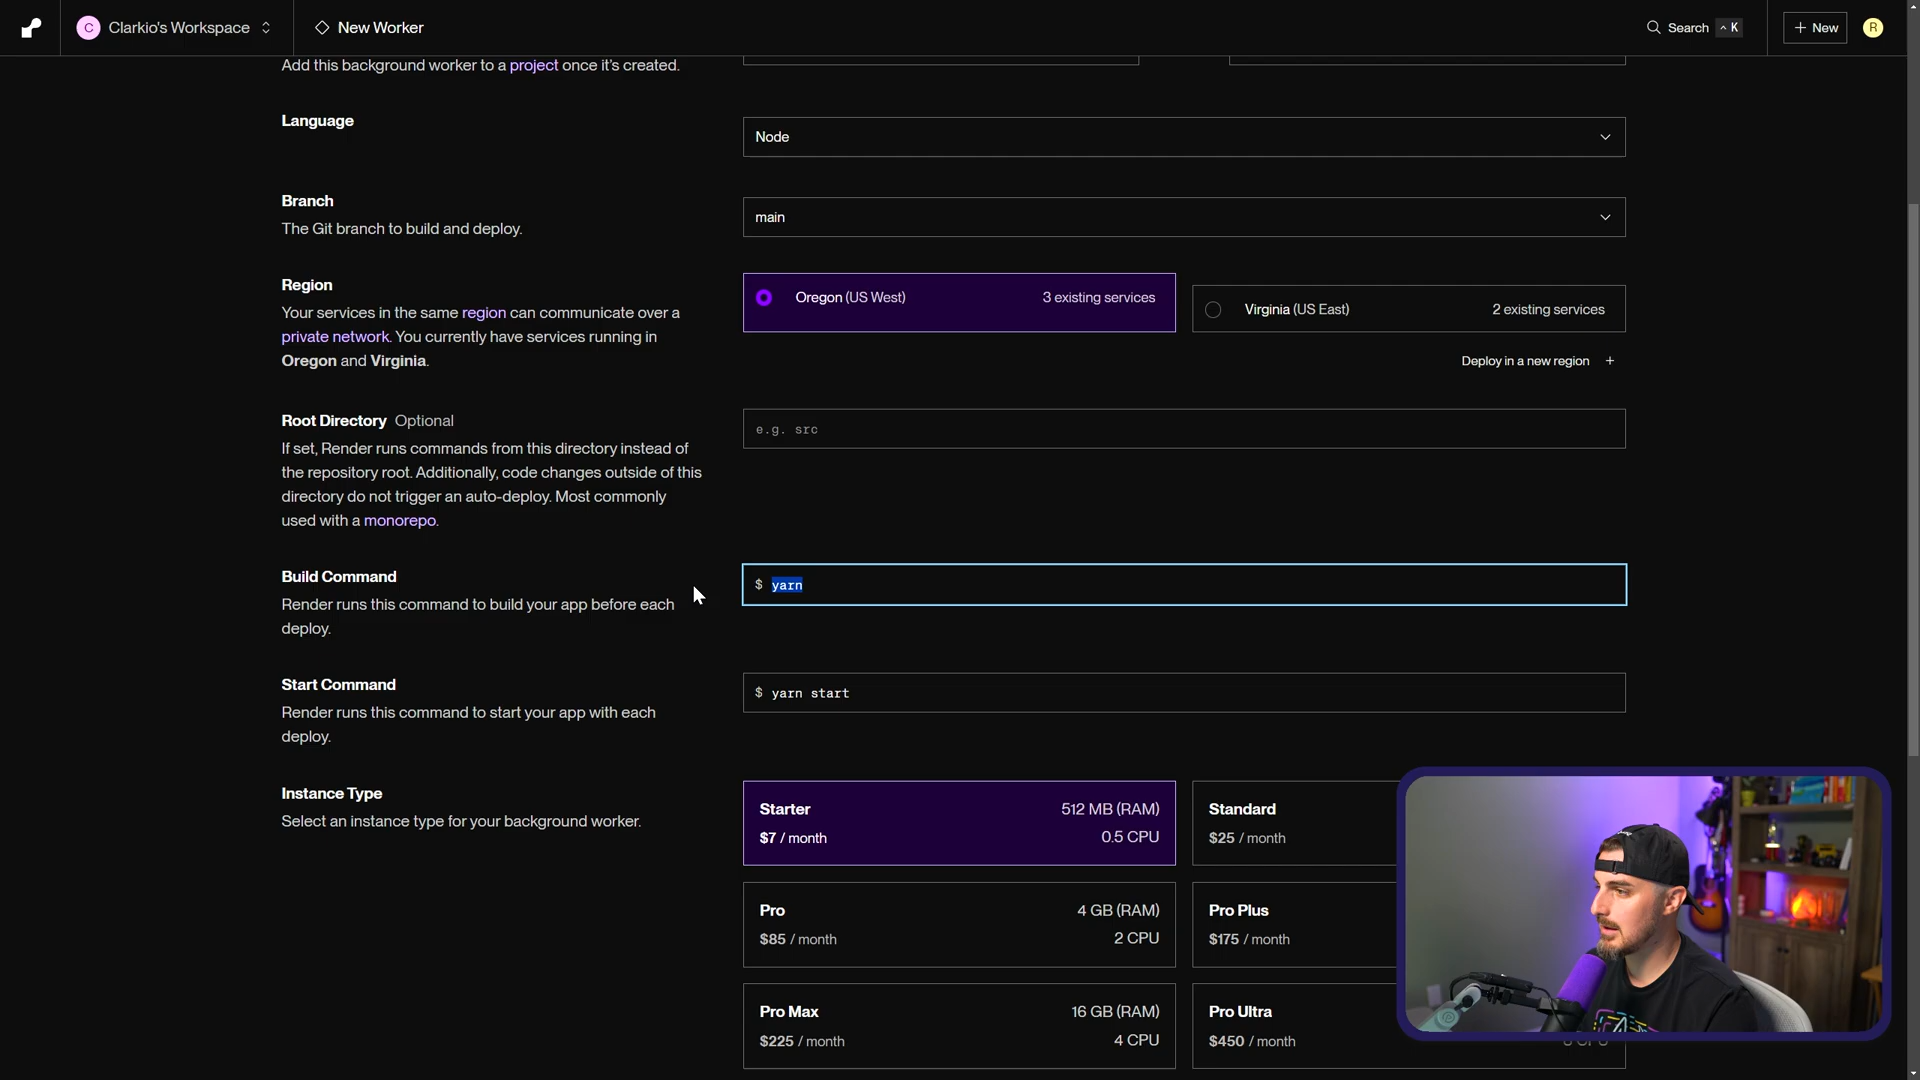 C Clarkio's Workspace
New Worker
Search ^ K
+ New
R
Add this background worker to a project once it's created.
Language
Node
Branch
The Git branch to build and deploy.
main
Region
Your services in the same region can communicate over a
private network. You currently have services running in
Oregon and Virginia.
Oregon (US West) 3 existing services
Virginia (US East) 2 existing services
Deploy in a new region +
Root Directory Optional
If set, Render runs commands from this directory instead of
the repository root. Additionally, code changes outside of this
directory do not trigger an auto-deploy. Most commonly
used with a monorepo.
e.g. src
Build Command
Render runs this command to build your app before each
deploy.
$ yarn
Start Command
Render runs this command to start your app with each
deploy.
$ yarn start
Instance Type
Select an instance type for your background worker.
Starter 512 MB (RAM)
$7 / month 0.5 CPU
Standard
$25 / month
Pro 4 GB (RAM)
$85 / month 2 CPU
Pro Plus
$175 / month
Pro Max 16 GB (RAM)
$225 / month 4 CPU
Pro Ultra
$450 / month